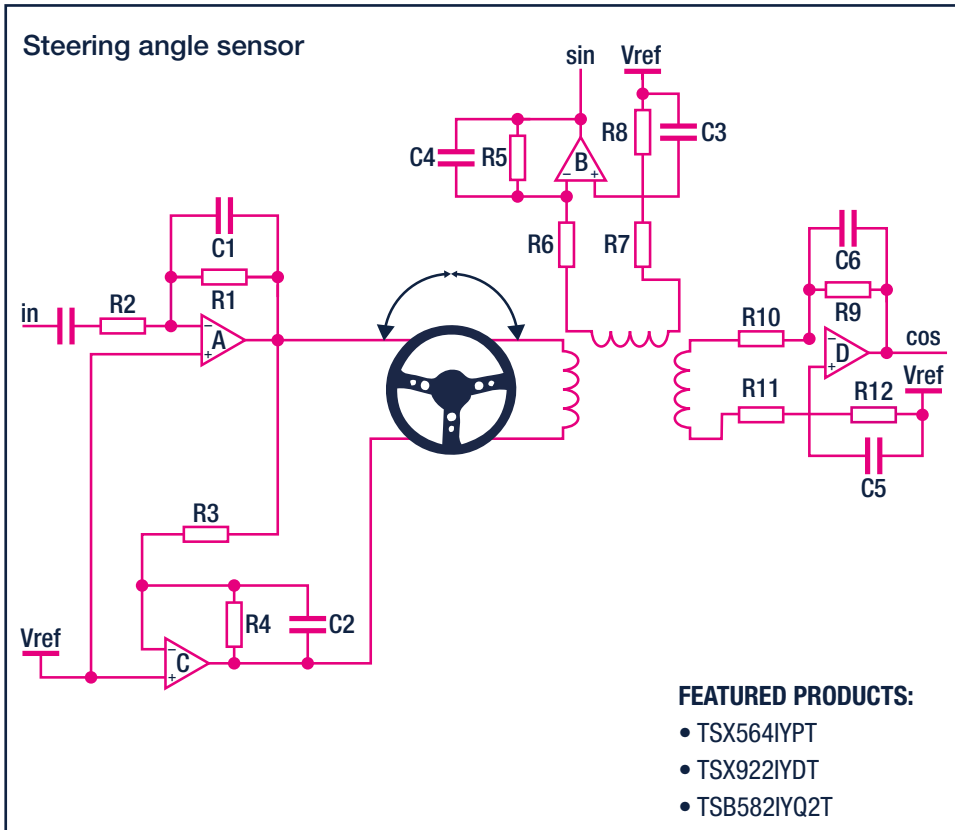 Steering angle sensor
sin
Vref
C4
R5
B
−
+
R8
C3
R6
R7
C1
R1
in
R2
−
A
+
R10
C6
R9
−
D
+
cos
Vref
R11
R12
C5
R3
R4
C2
Vref
−
C
+
FEATURED PRODUCTS:
• TSX564IYPT
• TSX922IYDT
• TSB582IYQ2T